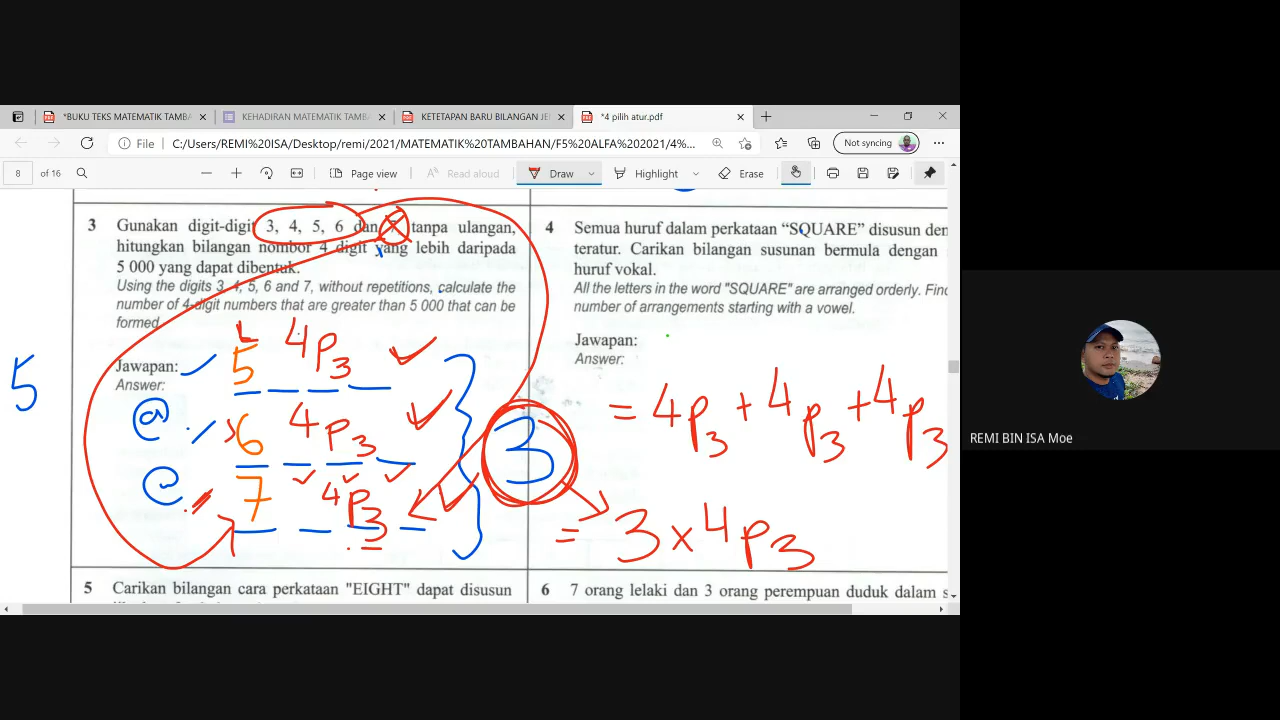 *BUKU TEKS MATEMATIK TAMBA
KEHADIRAN MATEMATIK TAMBA
KETETAPAN BARU BILANGAN JE
*4 pilih atur.pdf
File
C:/Users/REMI%20ISA/Desktop/remi/2021/MATEMATIK%20TAMBAHAN/F5%20ALFA%202021/4%...
Not syncing
8 of 16
Page view
Read aloud
Draw
Highlight
Erase
3 Gunakan digit-digit 3, 4, 5, 6 dan 7 tanpa ulangan,
hitungkan bilangan nombor 4 digit yang lebih daripada
5 000 yang dapat dibentuk.
Using the digits 3, 4, 5, 6 and 7, without repetitions, calculate the
number of 4-digit numbers that are greater than 5 000 that can be
formed.
Jawapan:
Answer:
5
5 4P3
@ 6 4P3
7 4P3
3
4 Semua huruf dalam perkataan “SQUARE” disusun den
teratur. Carikan bilangan susunan bermula dengan
huruf vokal.
All the letters in the word "SQUARE" are arranged orderly. Find
number of arrangements starting with a vowel.
Jawapan:
Answer:
= 4P3 + 4P3 + 4P3
= 3 x 4P3
5 Carikan bilangan cara perkataan "EIGHT" dapat disusun
6 7 orang lelaki dan 3 orang perempuan duduk dalam s
REMI BIN ISA Moe